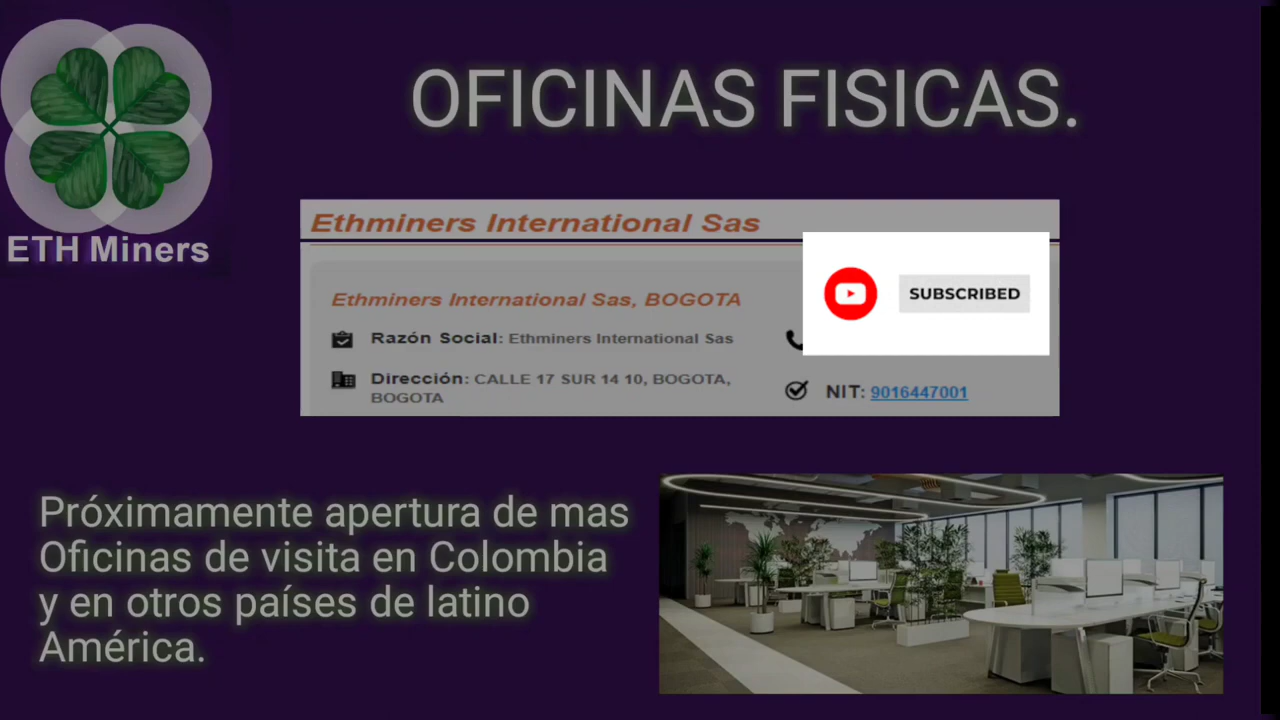 OFICINAS FISICAS.
ETH Miners
Ethminers International Sas
Ethminers International Sas, BOGOTA
Razón Social: Ethminers International Sas
Dirección: CALLE 17 SUR 14 10, BOGOTA,
BOGOTA
SUBSCRIBED
NIT: 9016447001
Próximamente apertura de mas
Oficinas de visita en Colombia
y en otros países de latino
América.